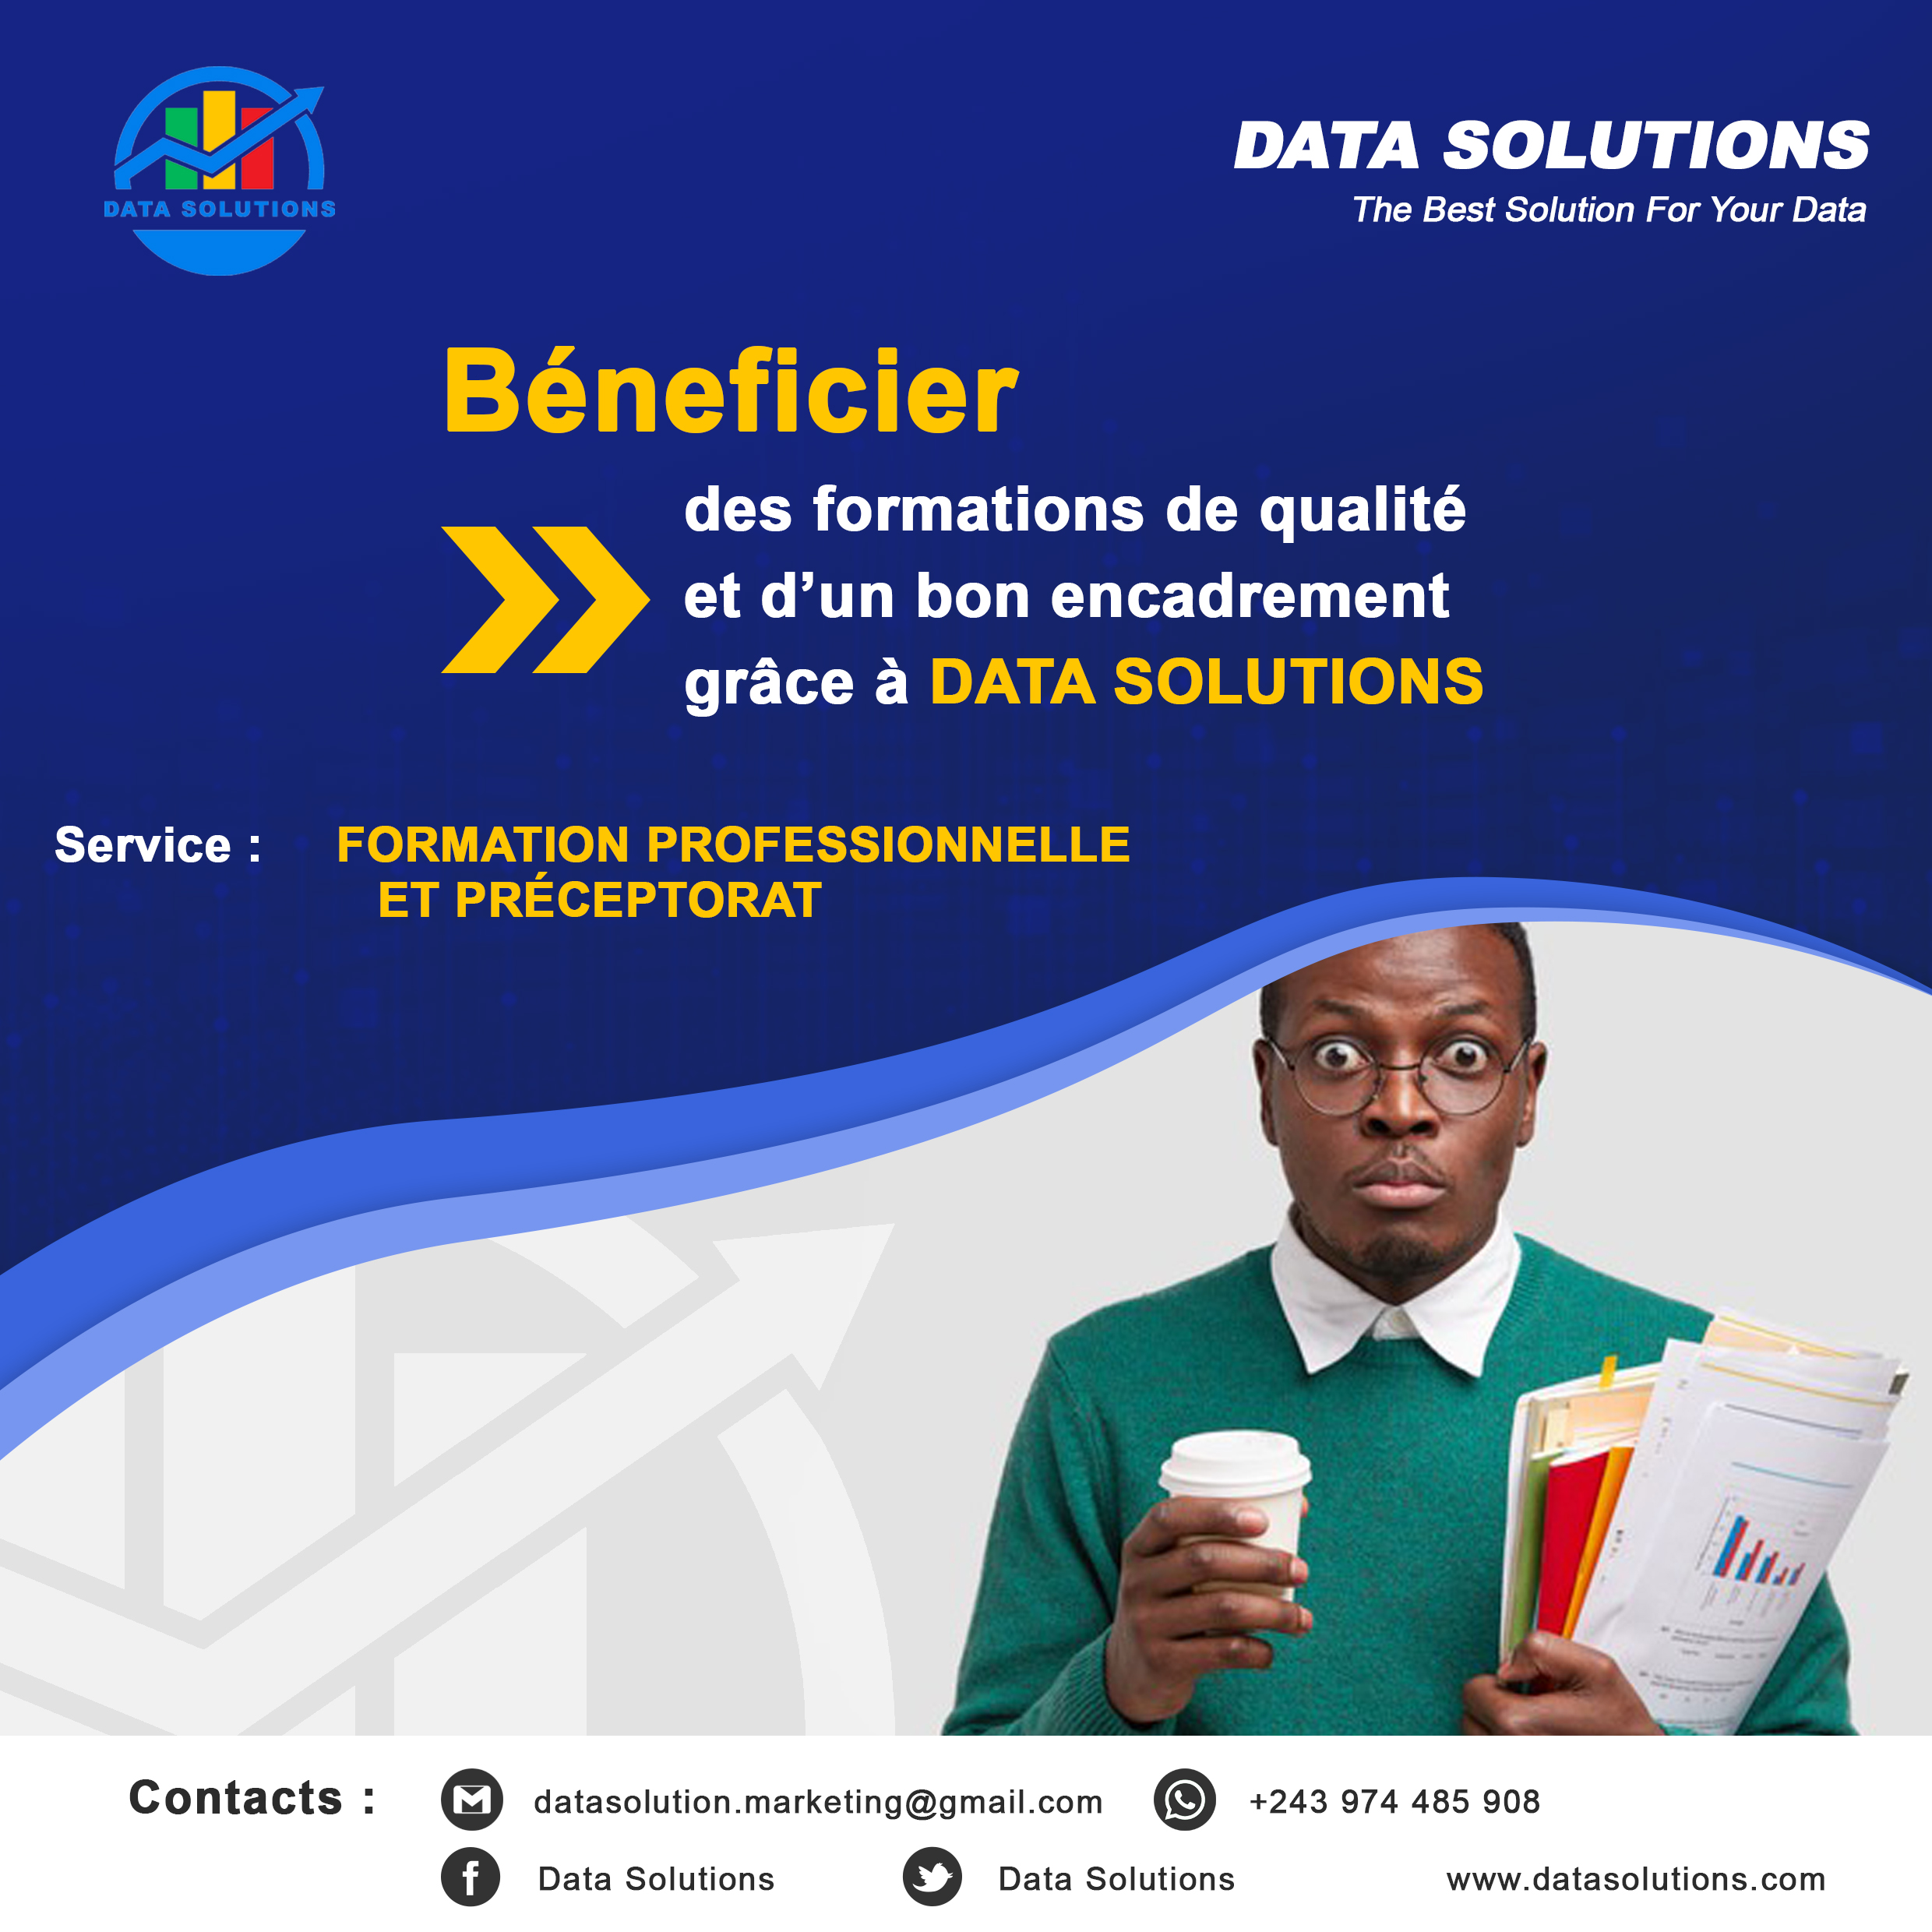 DATA SOLUTIONS
DATA SOLUTIONS
The Best Solution For Your Data
Béneficier
des formations de qualité
et d’un bon encadrement
grâce à DATA SOLUTIONS
Service : FORMATION PROFESSIONNELLE
ET PRÉCEPTORAT
Contacts : datasolution.marketing@gmail.com +243 974 485 908
Data Solutions Data Solutions www.datasolutions.com